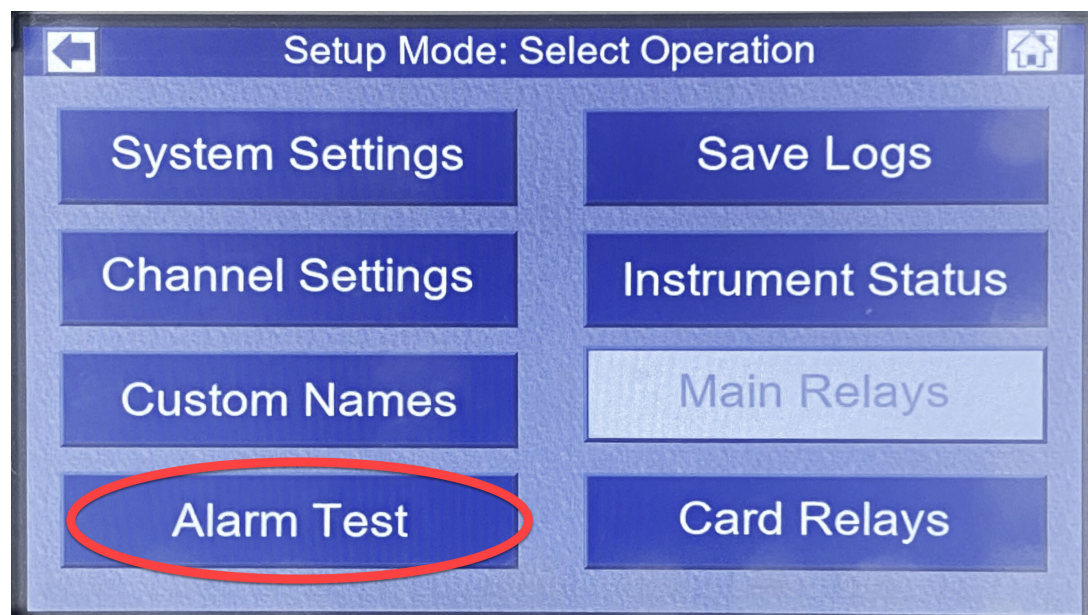 Setup Mode: Select Operation
System Settings
Save Logs
Channel Settings
Instrument Status
Custom Names
Main Relays
Alarm Test
Card Relays